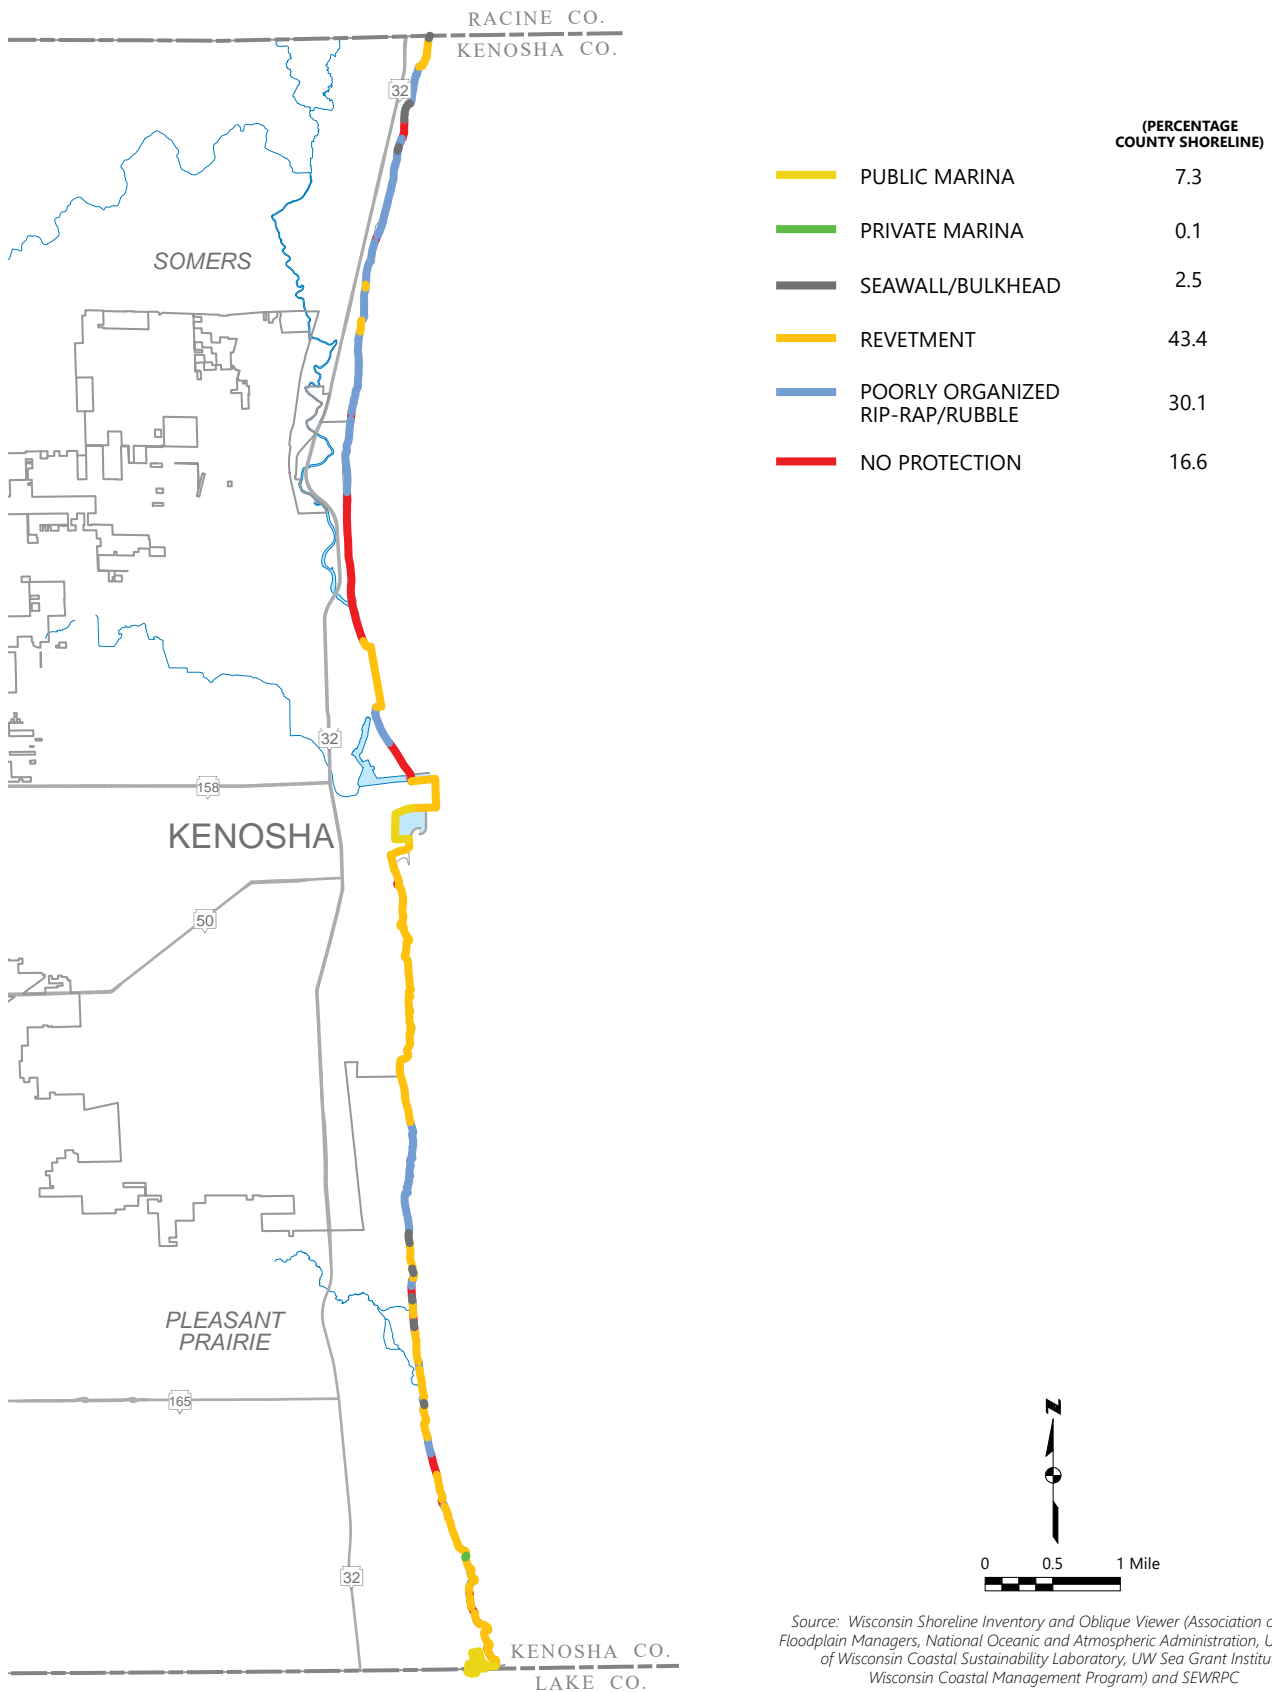 RACINE CO.
KENOSHA CO.
32
(PERCENTAGE
COUNTY SHORELINE)
PUBLIC MARINA 7.3
PRIVATE MARINA 0.1
SEAWALL/BULKHEAD 2.5
REVETMENT 43.4
POORLY ORGANIZED
RIP-RAP/RUBBLE 30.1
NO PROTECTION 16.6
SOMERS
32
158
KENOSHA
50
PLEASANT
PRAIRIE
165
32
N
0 0.5 1 Mile
Source: Wisconsin Shoreline Inventory and Oblique Viewer (Association
Floodplain Managers, National Oceanic and Atmospheric Administration,
of Wisconsin Coastal Sustainability Laboratory, UW Sea Grant
Wisconsin Coastal Management Program) and SEWRPC
KENOSHA CO.
LAKE CO.